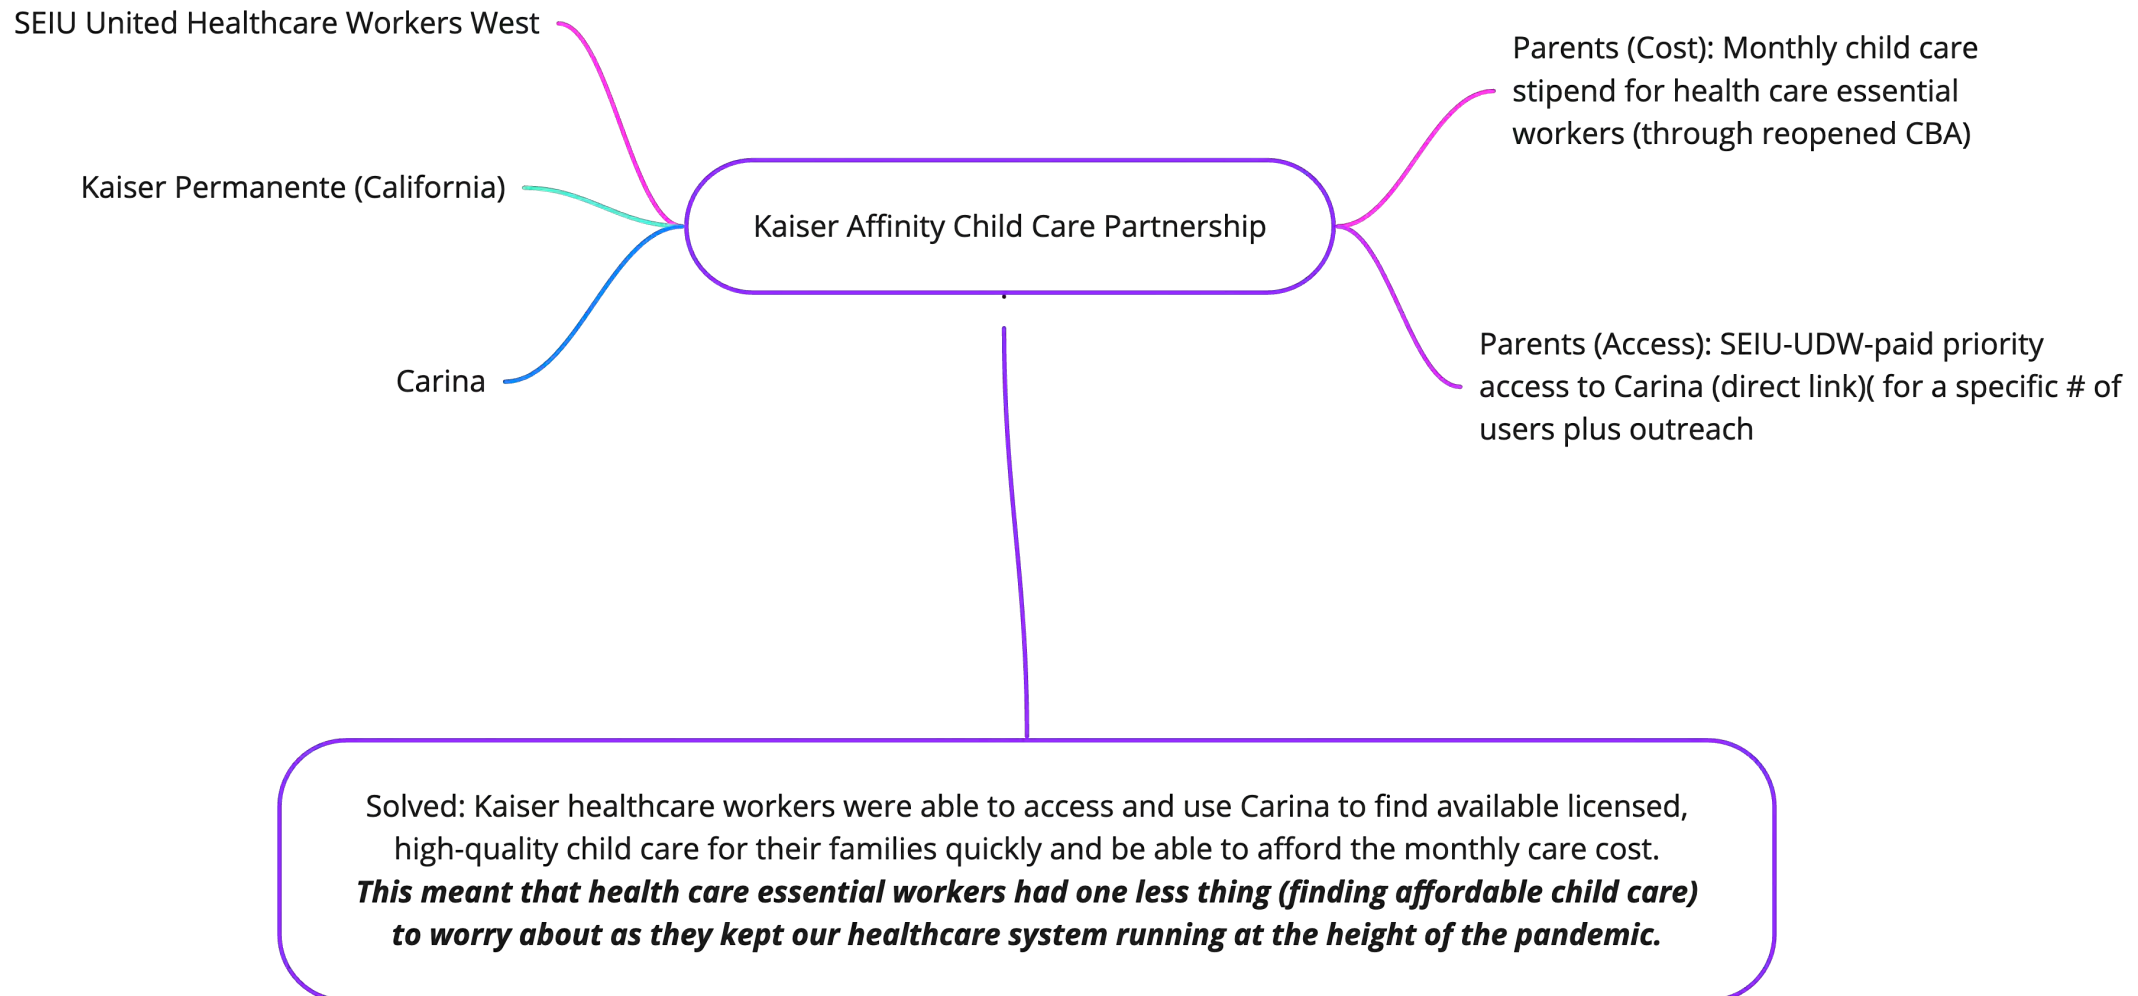 SEIU United Healthcare Workers West
Kaiser Permanente (California)
Carina
Kaiser Affinity Child Care Partnership
Parents (Cost): Monthly child care
stipend for health care essential
workers (through reopened CBA)
Parents (Access): SEIU-UDW-paid priority
access to Carina (direct link)( for a specific # of
users plus outreach
Solved: Kaiser healthcare workers were able to access and use Carina to find available licensed,
high-quality child care for their families quickly and be able to afford the monthly care cost.
This meant that health care essential workers had one less thing (finding affordable child care)
to worry about as they kept our healthcare system running at the height of the pandemic.